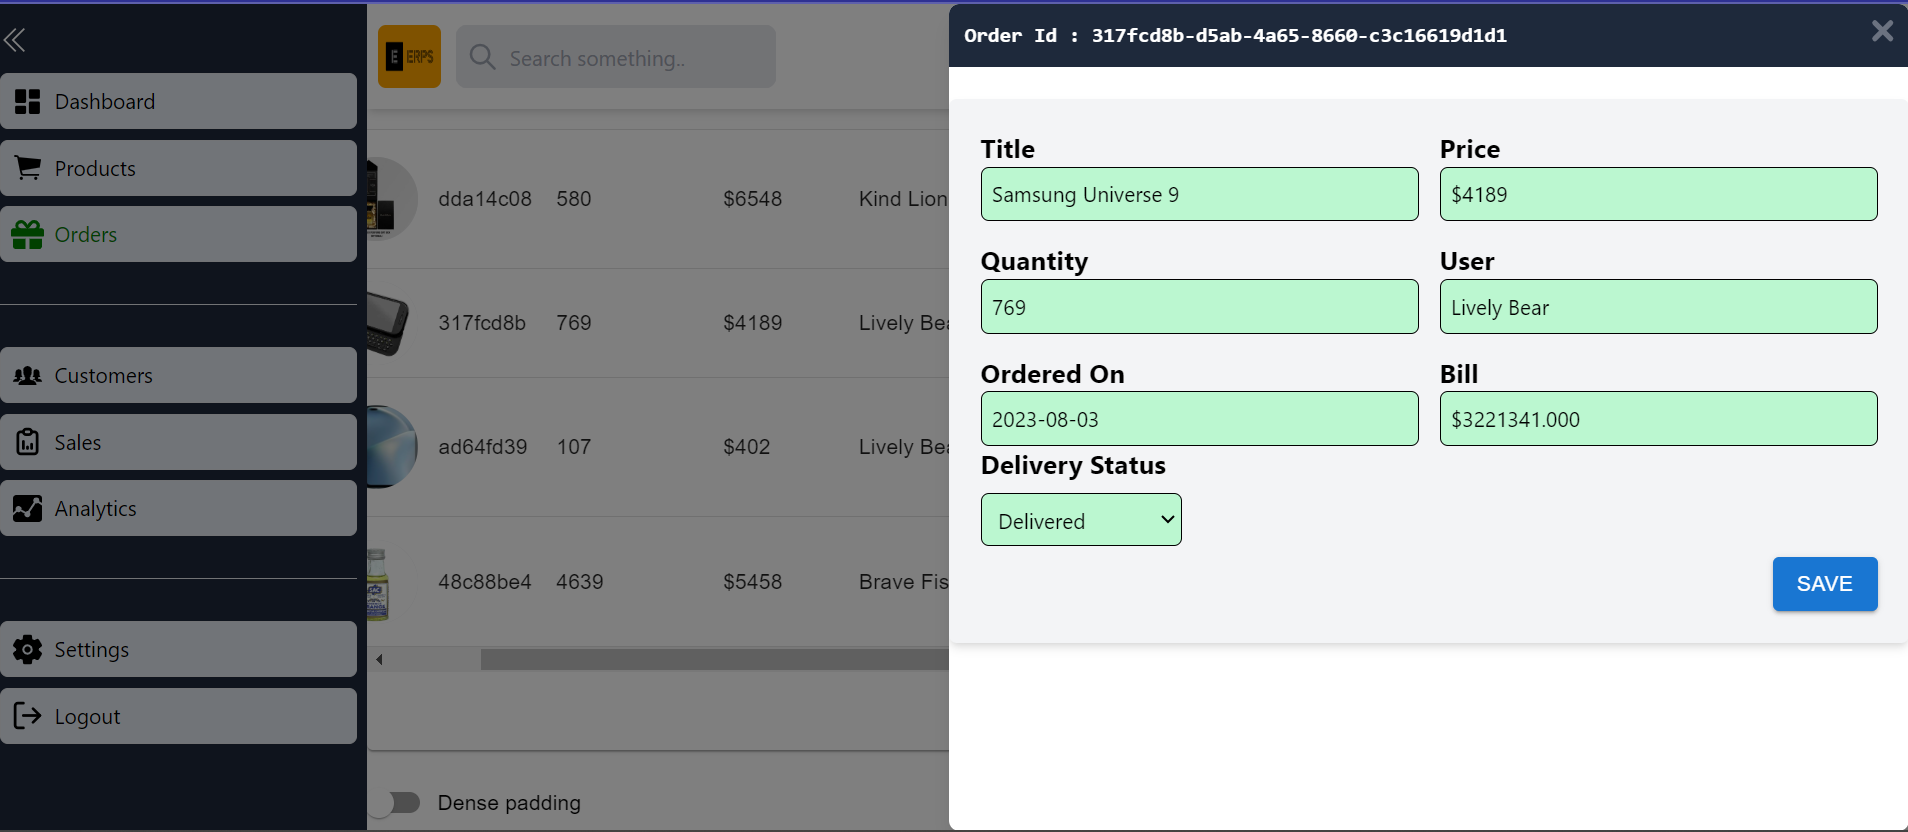 Dashboard
Products
Orders
Customers
Sales
Analytics
Settings
Logout
E ERPS
Search something..
dda14c08 580 $6548 Kind Lion
317fcd8b 769 $4189 Lively Bea
ad64fd39 107 $402 Lively Bea
48c88be4 4639 $5458 Brave Fis
Dense padding
Order Id : 317fcd8b-d5ab-4a65-8660-c3c16619d1d1
Title
Samsung Universe 9
Price
$4189
Quantity
769
User
Lively Bear
Ordered On
2023-08-03
Bill
$3221341.000
Delivery Status
Delivered
SAVE